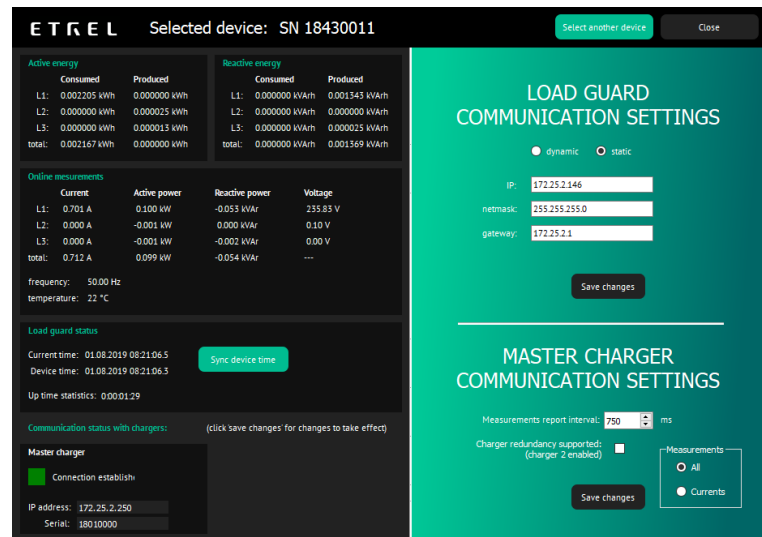 ETREL Selected device: SN 18430011 Select another device Close
Active energy
Consumed Produced
L1: 0.002205 kWh 0.000000 kWh
L2: 0.000000 kWh 0.000025 kWh
L3: 0.000000 kWh 0.000013 kWh
total: 0.002167 kWh 0.000000 kWh
Reactive energy
Consumed Produced
L1: 0.000000 kVArh 0.001343 kVArh
L2: 0.000000 kVArh 0.000000 kVArh
L3: 0.000000 kVArh 0.000025 kVArh
total: 0.000000 kVArh 0.001369 kVArh
Online mesurements
Current Active power Reactive power Voltage
L1: 0.701 A 0.100 kW -0.053 kVAr 235.83 V
L2: 0.000 A -0.001 kW 0.000 kVAr 0.10 V
L3: 0.000 A -0.001 kW -0.002 kVAr 0.00 V
total: 0.712 A 0.099 kW -0.054 kVAr ---
frequency: 50.00 Hz
temperature: 22 °C
Load guard status
Current time: 01.08.2019 08:21:06.5
Device time: 01.08.2019 08:21:06.3
Sync device time
Up time statistics: 0:00:01:29
Communication status with chargers: (click 'save changes' for changes to take effect)
Master charger
Connection establish
IP address: 172.25.2.250
Serial: 18010000
LOAD GUARD
COMMUNICATION SETTINGS
dynamic static
IP: 172.25.2.146
netmask: 255.255.255.0
gateway: 172.25.2.1
Save changes
MASTER CHARGER
COMMUNICATION SETTINGS
Measurements report interval: 750 ms
Charger redundancy supported:
(charger 2 enabled)
Measurements
All
Currents
Save changes